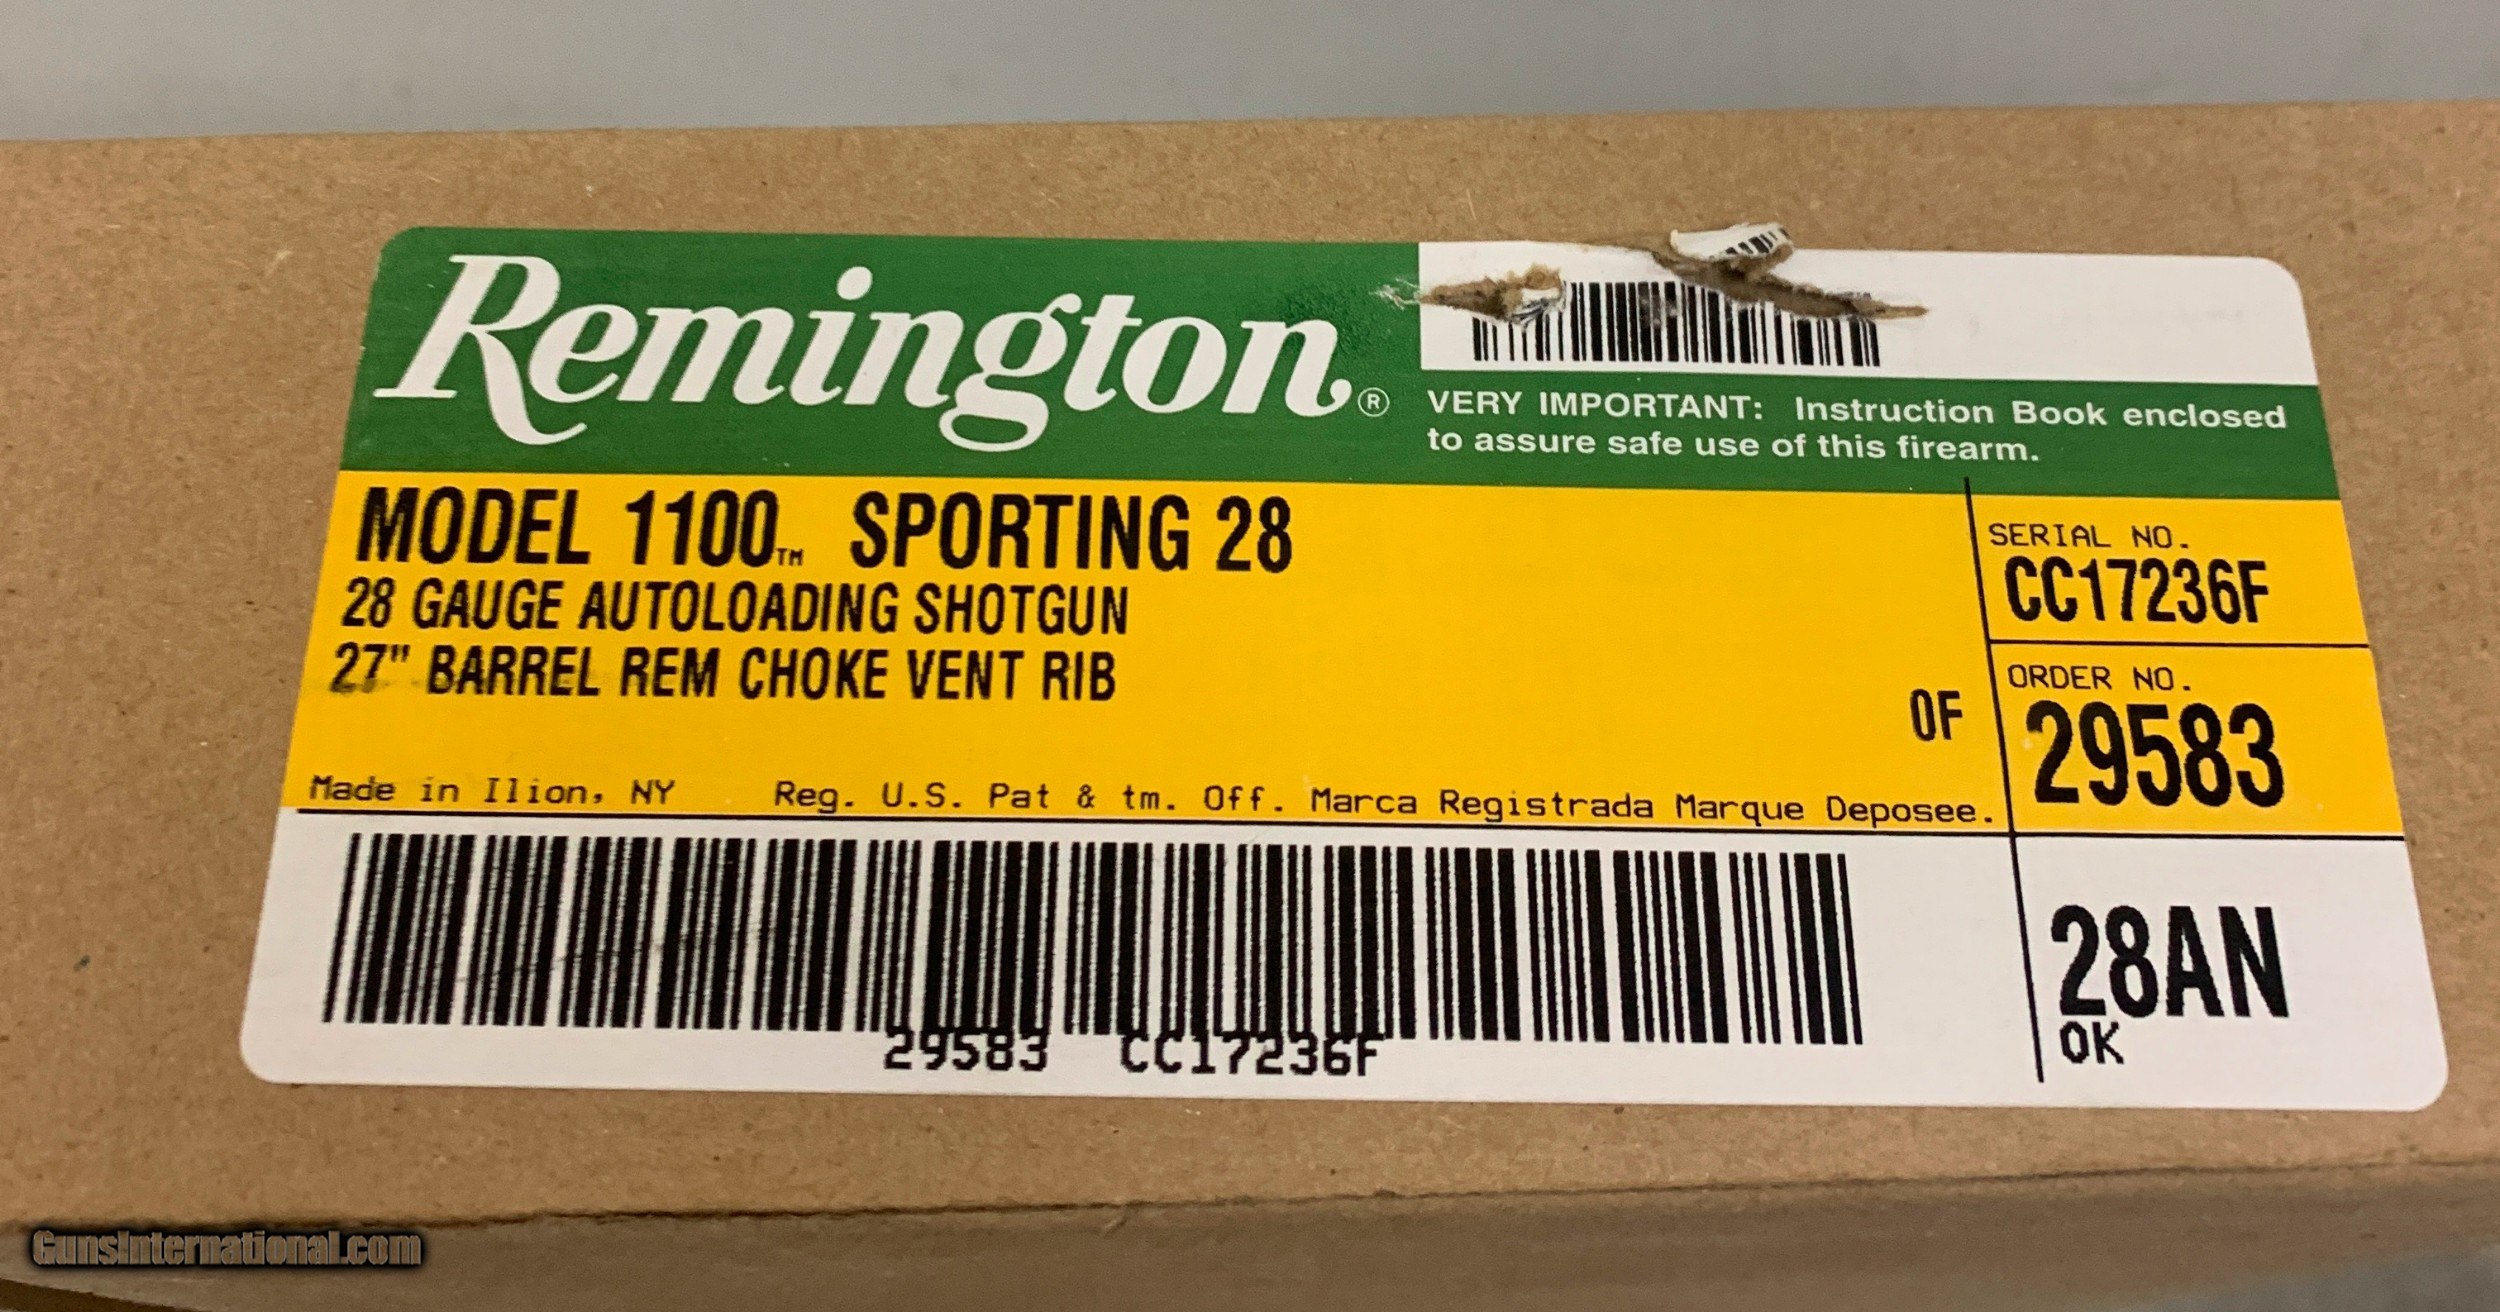 Remington®
VERY IMPORTANT: Instruction Book enclosed
to assure safe use of this firearm.
MODEL 1100™ SPORTING 28
28 GAUGE AUTOLOADING SHOTGUN
27" BARREL REM CHOKE VENT RIB
SERIAL NO.
CC17236F
OF
ORDER NO.
29583
Made in Ilion, NY Reg. U.S. Pat & tm. Off. Marca Registrada Marque Deposee.
29583 CC17236F
28AN
OK
GunsInternational.com